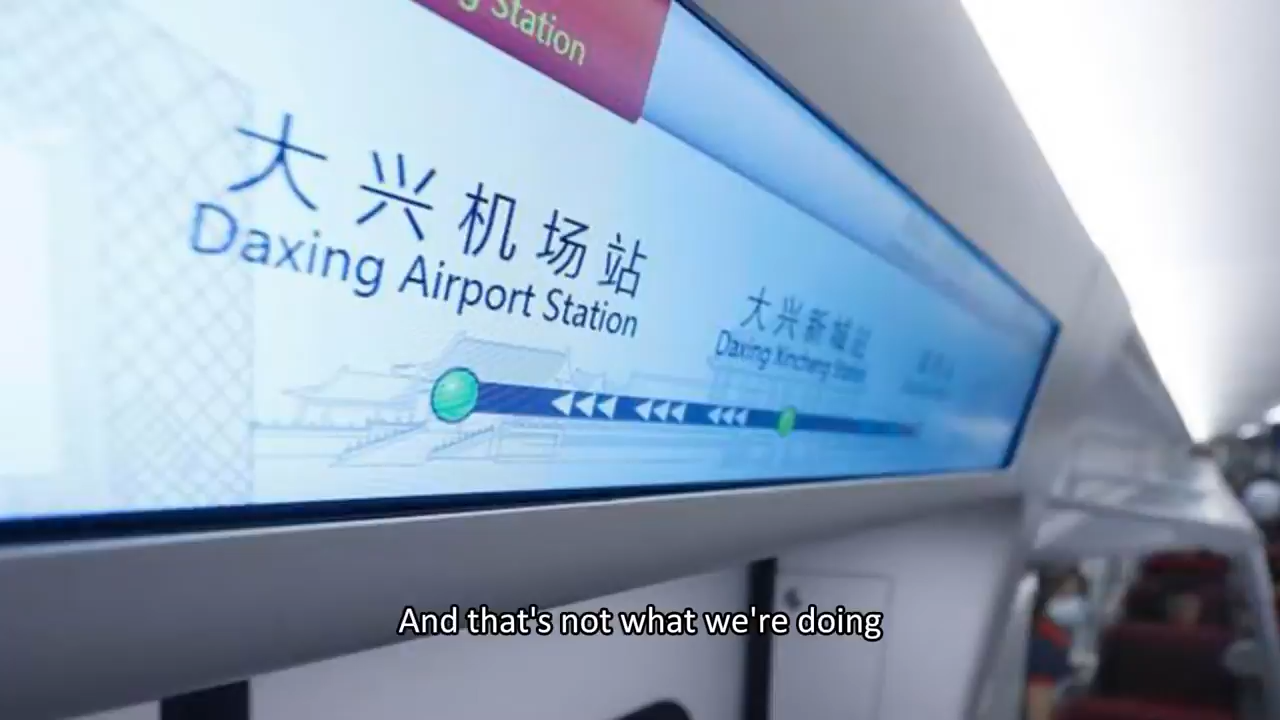 Station
大兴机场站
Daxing Airport Station
大兴新城站
Daxing Xincheng Station
And that's not what we're doing